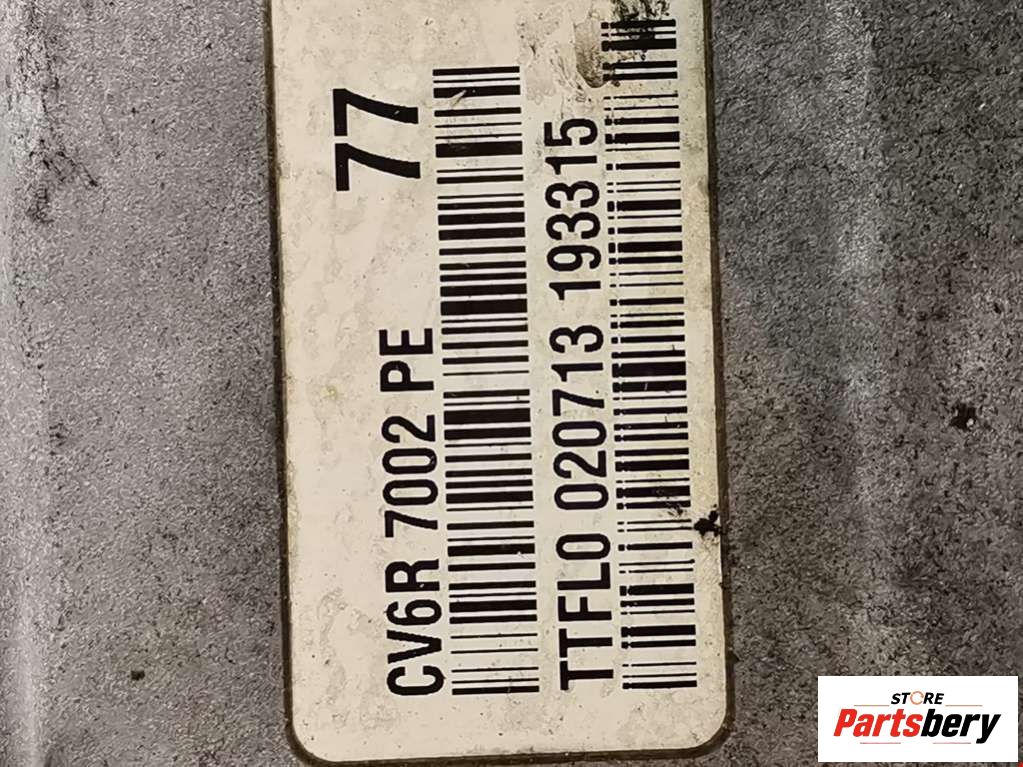 CV6R 7002 PE 77
TTFL0 020713 193315
STORE
Partsbery